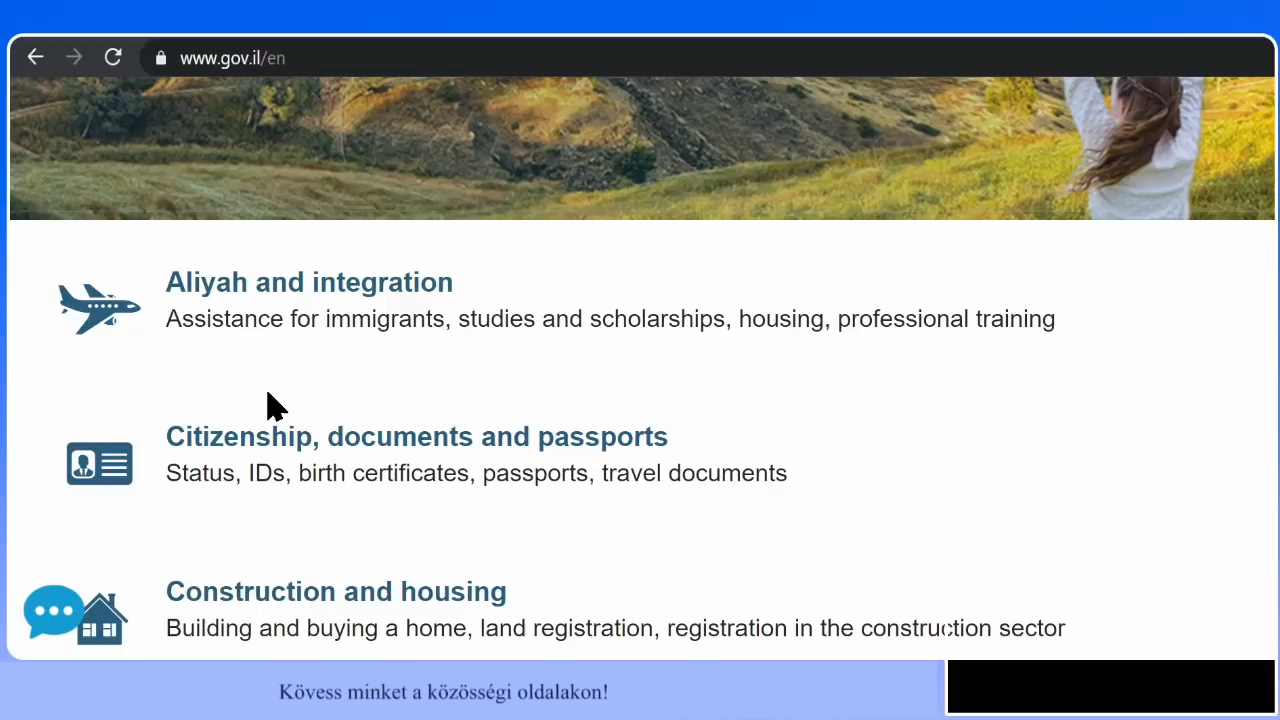 www.gov.il/en
Aliyah and integration
Assistance for immigrants, studies and scholarships, housing, professional training
Citizenship, documents and passports
Status, IDs, birth certificates, passports, travel documents
Construction and housing
Building and buying a home, land registration, registration in the construction sector
Kövess minket a közösségi oldalakon!